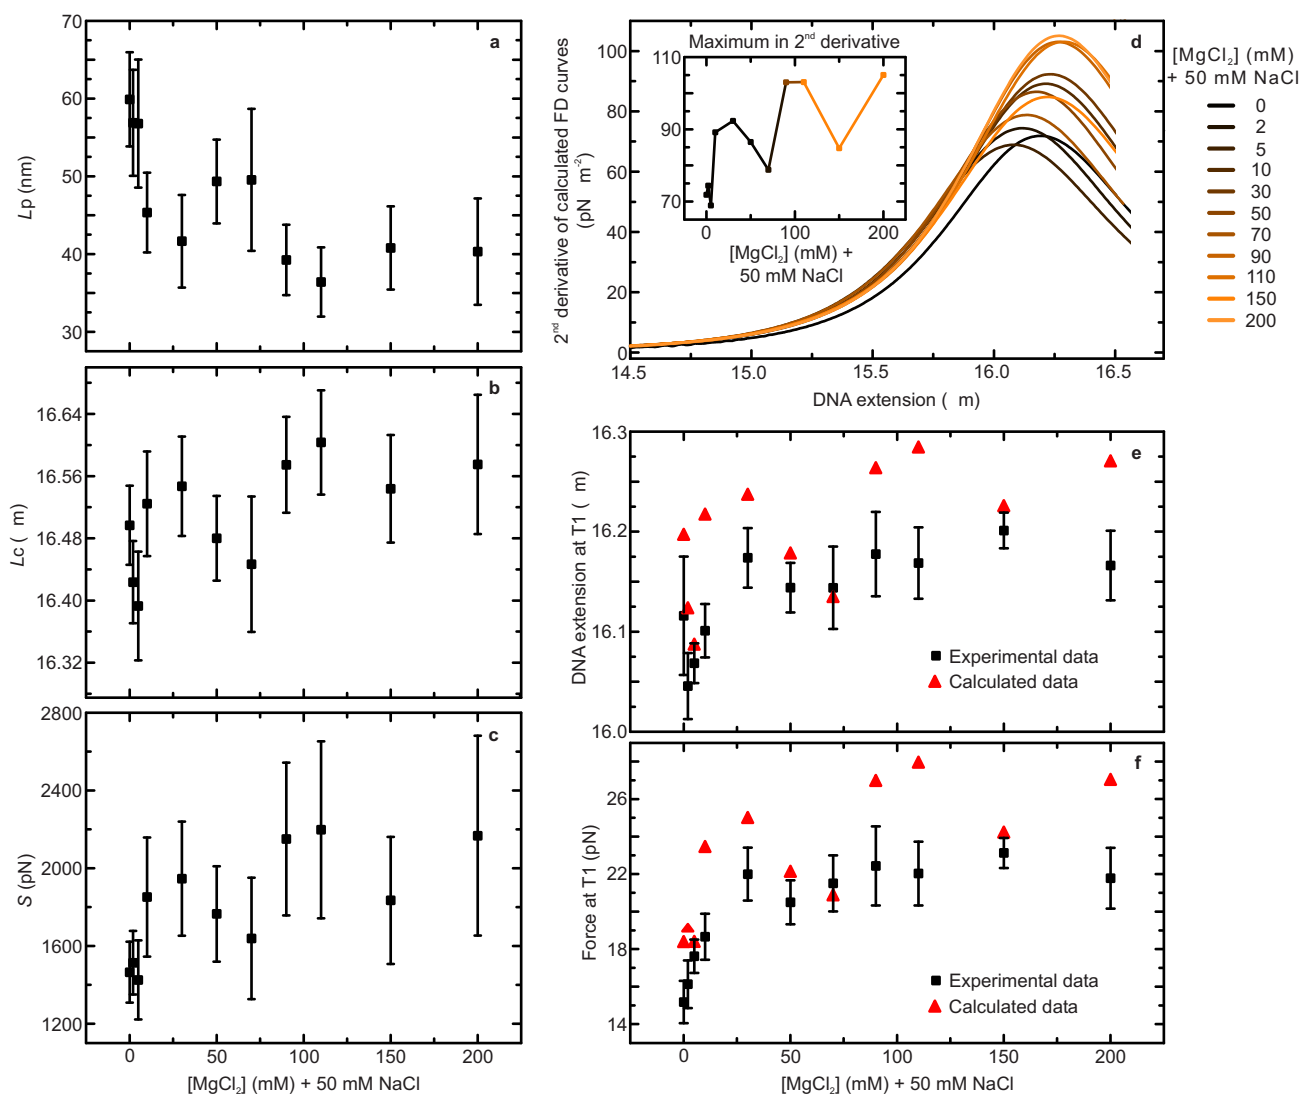 a
70
60
50
40
30
Lp (nm)
b
16.64
16.56
16.48
16.40
16.32
Lc (  m)
c
2800
2400
2000
1600
1200
S (pN)
0 50 100 150 200
[MgCl₂] (mM) + 50 mM NaCl
d
100
80
60
40
20
0
2ⁿᵈ derivative of calculated FD curves
(pN  m⁻²)
Maximum in 2ⁿᵈ derivative
110
90
70
0 100 200
[MgCl₂] (mM) +
50 mM NaCl
14.5 15.0 15.5 16.0 16.5
DNA extension (  m)
[MgCl₂] (mM)
+ 50 mM NaCl
0
2
5
10
30
50
70
90
110
150
200
e
16.3
16.2
16.1
16.0
DNA extension at T1 (  m)
Experimental data
Calculated data
f
26
22
18
14
Force at T1 (pN)
Experimental data
Calculated data
0 50 100 150 200
[MgCl₂] (mM) + 50 mM NaCl